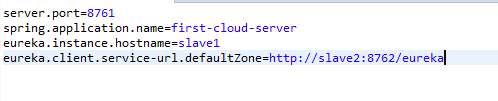 server.port=8761
spring.application.name=first-cloud-server
eureka.instance.hostname=slave1
eureka.client.service-url.defaultZone=http://slave2:8762/eureka